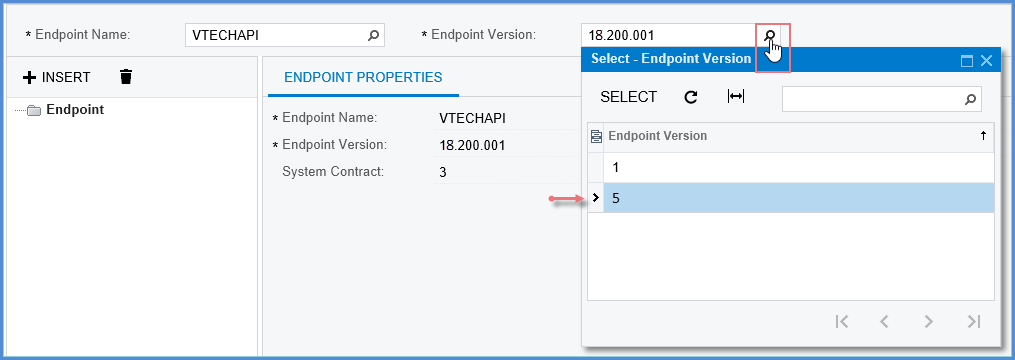 * Endpoint Name: VTECHAPI * Endpoint Version: 18.200.001
INSERT
Endpoint
ENDPOINT PROPERTIES
* Endpoint Name: VTECHAPI
* Endpoint Version: 18.200.001
System Contract: 3
Select - Endpoint Version
SELECT
Endpoint Version
1
5